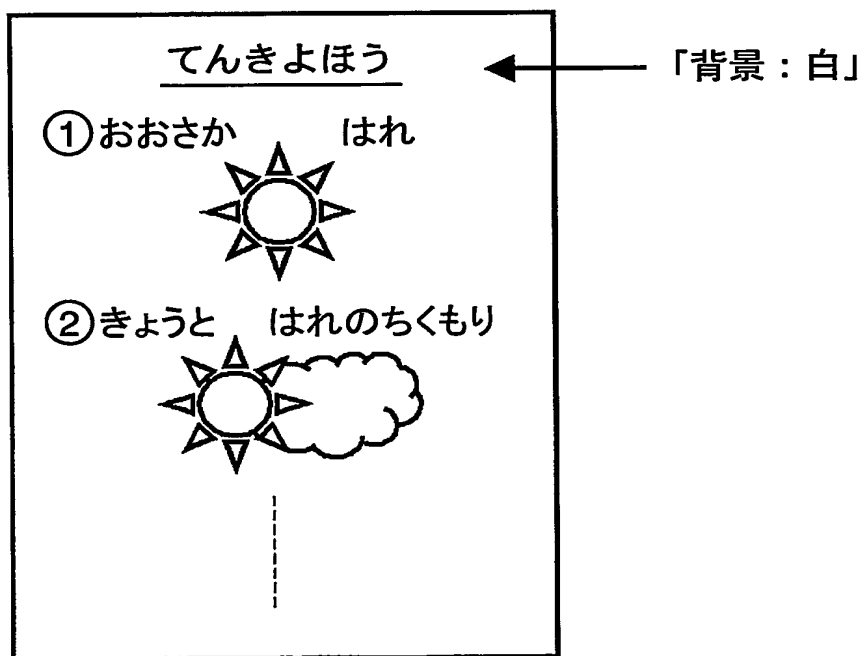 てんきよほう
「背景：白」
①おおさか　はれ
②きょうと　はれのちくもり